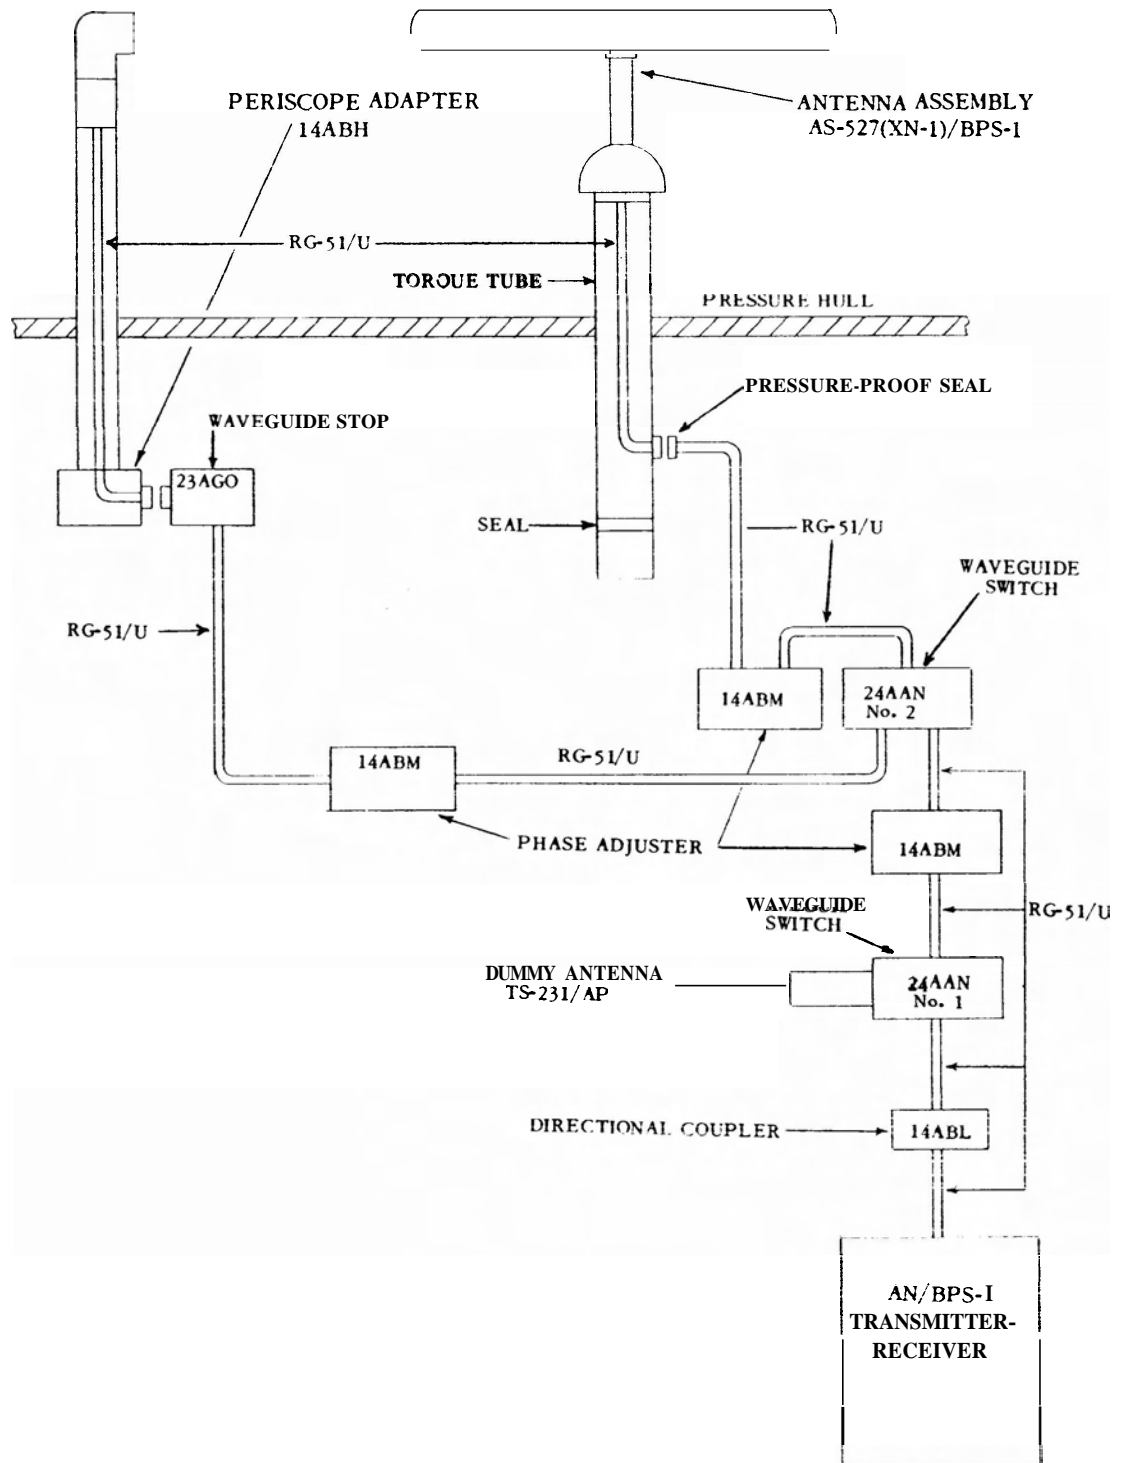 PERISCOPE ADAPTER
14ABH
ANTENNA ASSEMBLY
AS-527(XN-1)/BPS-1
RG-51/U
TORQUE TUBE
PRESSURE HULL
PRESSURE-PROOF SEAL
WAVEGUIDE STOP
23AGO
SEAL
RG-51/U
WAVEGUIDE
SWITCH
RG-51/U
14ABM
24AAN
No. 2
RG-51/U
14ABM
PHASE ADJUSTER
14ABM
WAVEGUIDE
SWITCH
RG-51/U
DUMMY ANTENNA
TS-231/AP
24AAN
No. 1
DIRECTIONAL COUPLER
14ABL
AN/BPS-I
TRANSMITTER-
RECEIVER